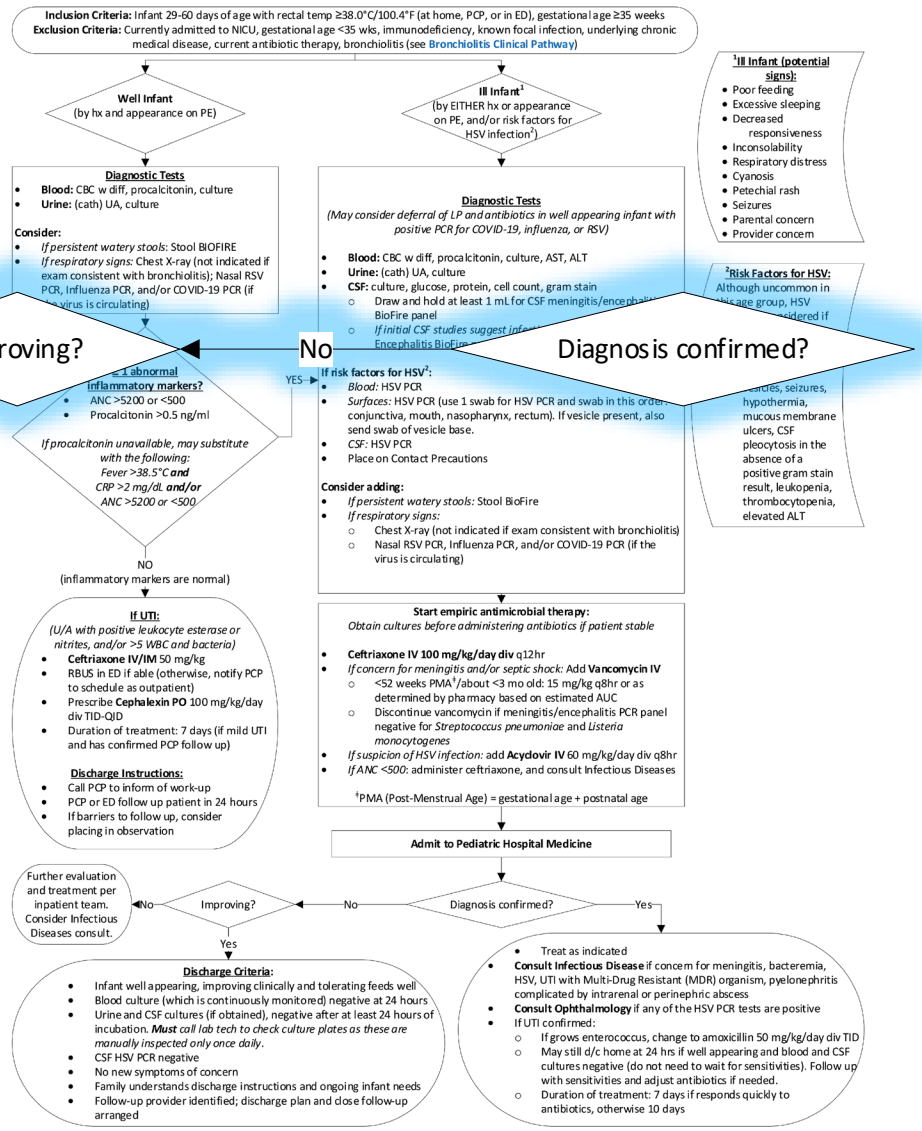 Inclusion Criteria: Infant 29-60 days of age with rectal temp ≥38.0°C/100.4°F (at home, PCP, or in ED), gestational age ≥35 weeks
Exclusion Criteria: Currently admitted to NICU, gestational age <35 wks, immunodeficiency, known focal infection, underlying chronic
medical disease, current antibiotic therapy, bronchiolitis (see Bronchiolitis Clinical Pathway)
Well Infant
(by hx and appearance on PE)
Ill Infant¹
(by EITHER hx or appearance
on PE, and/or risk factors for
HSV infection²)
¹Ill Infant (potential
signs):
• Poor feeding
• Excessive sleeping
• Decreased
responsiveness
• Inconsolability
• Respiratory distress
• Cyanosis
• Petechial rash
• Seizures
• Parental concern
• Provider concern
Diagnostic Tests
• Blood: CBC w diff, procalcitonin, culture
• Urine: (cath) UA, culture
Consider:
• If persistent watery stools: Stool BIOFIRE
• If respiratory signs: Chest X-ray (not indicated if
exam consistent with bronchiolitis); Nasal RSV
PCR, Influenza PCR, and/or COVID-19 PCR (if
virus is circulating)
Diagnostic Tests
(May consider deferral of LP and antibiotics in well appearing infant with
positive PCR for COVID-19, influenza, or RSV)
• Blood: CBC w diff, procalcitonin, culture, AST, ALT
• Urine: (cath) UA, culture
• CSF: culture, glucose, protein, cell count, gram stain
○ Draw and hold at least 1 mL for CSF meningitis/
BioFire panel
○ If initial CSF studies suggest
Encephalitis BioFire
If risk factors for HSV²:
• Blood: HSV PCR
• Surfaces: HSV PCR (use 1 swab for HSV PCR and swab in this order:
conjunctiva, mouth, nasopharynx, rectum). If vesicle present, also
send swab of vesicle base.
• CSF: HSV PCR
• Place on Contact Precautions
Consider adding:
• If persistent watery stools: Stool BioFire
• If respiratory signs:
○ Chest X-ray (not indicated if exam consistent with bronchiolitis)
○ Nasal RSV PCR, Influenza PCR, and/or COVID-19 PCR (if the
virus is circulating)
²Risk Factors for HSV:
Although uncommon in
this age group, HSV
if
seizures,
hypothermia,
mucous membrane
ulcers, CSF
pleocytosis in the
absence of a
positive gram stain
result, leukopenia,
thrombocytopenia,
elevated ALT
No
Diagnosis confirmed?
1 abnormal
inflammatory markers?
• ANC >5200 or <500
• Procalcitonin >0.5 ng/ml
If procalcitonin unavailable, may substitute
with the following:
Fever >38.5°C and
CRP >2 mg/dL and/or
ANC >5200 or <500
YES
NO
(inflammatory markers are normal)
If UTI:
(U/A with positive leukocyte esterase or
nitrites, and/or >5 WBC and bacteria)
• Ceftriaxone IV/IM 50 mg/kg
• RBUS in ED if able (otherwise, notify PCP
to schedule as outpatient)
• Prescribe Cephalexin PO 100 mg/kg/day
div TID-QID
• Duration of treatment: 7 days (if mild UTI
and has confirmed PCP follow up)
Discharge Instructions:
• Call PCP to inform of work-up
• PCP or ED follow up patient in 24 hours
• If barriers to follow up, consider
placing in observation
Start empiric antimicrobial therapy:
Obtain cultures before administering antibiotics if patient stable
• Ceftriaxone IV 100 mg/kg/day div q12hr
• If concern for meningitis and/or septic shock: Add Vancomycin IV
○ <52 weeks PMAǂ/about <3 mo old: 15 mg/kg q8hr or as
determined by pharmacy based on estimated AUC
○ Discontinue vancomycin if meningitis/encephalitis PCR panel
negative for Streptococcus pneumoniae and Listeria
monocytogenes
• If suspicion of HSV infection: add Acyclovir IV 60 mg/kg/day div q8hr
• If ANC <500: administer ceftriaxone, and consult Infectious Diseases
ǂPMA (Post-Menstrual Age) = gestational age + postnatal age
Admit to Pediatric Hospital Medicine
Further evaluation
and treatment per
inpatient team.
Consider Infectious
Diseases consult.
No
Improving?
No
Diagnosis confirmed?
Yes
Yes
Discharge Criteria:
• Infant well appearing, improving clinically and tolerating feeds well
• Blood culture (which is continuously monitored) negative at 24 hours
• Urine and CSF cultures (if obtained), negative after at least 24 hours of
incubation. Must call lab tech to check culture plates as these are
manually inspected only once daily.
• CSF HSV PCR negative
• No new symptoms of concern
• Family understands discharge instructions and ongoing infant needs
• Follow-up provider identified; discharge plan and close follow-up
arranged
• Treat as indicated
• Consult Infectious Disease if concern for meningitis, bacteremia,
HSV, UTI with Multi-Drug Resistant (MDR) organism, pyelonephritis
complicated by intrarenal or perinephric abscess
• Consult Ophthalmology if any of the HSV PCR tests are positive
• If UTI confirmed:
○ If grows enterococcus, change to amoxicillin 50 mg/kg/day div TID
○ May still d/c home at 24 hrs if well appearing and blood and CSF
cultures negative (do not need to wait for sensitivities). Follow up
with sensitivities and adjust antibiotics if needed.
○ Duration of treatment: 7 days if responds quickly to
antibiotics, otherwise 10 days